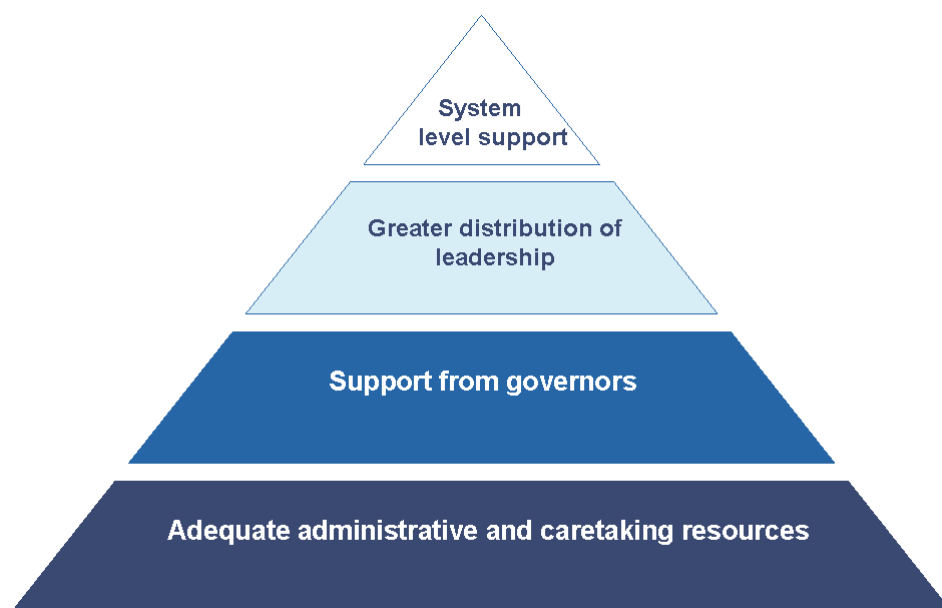 System
level support
Greater distribution of
leadership
Support from governors
Adequate administrative and caretaking resources